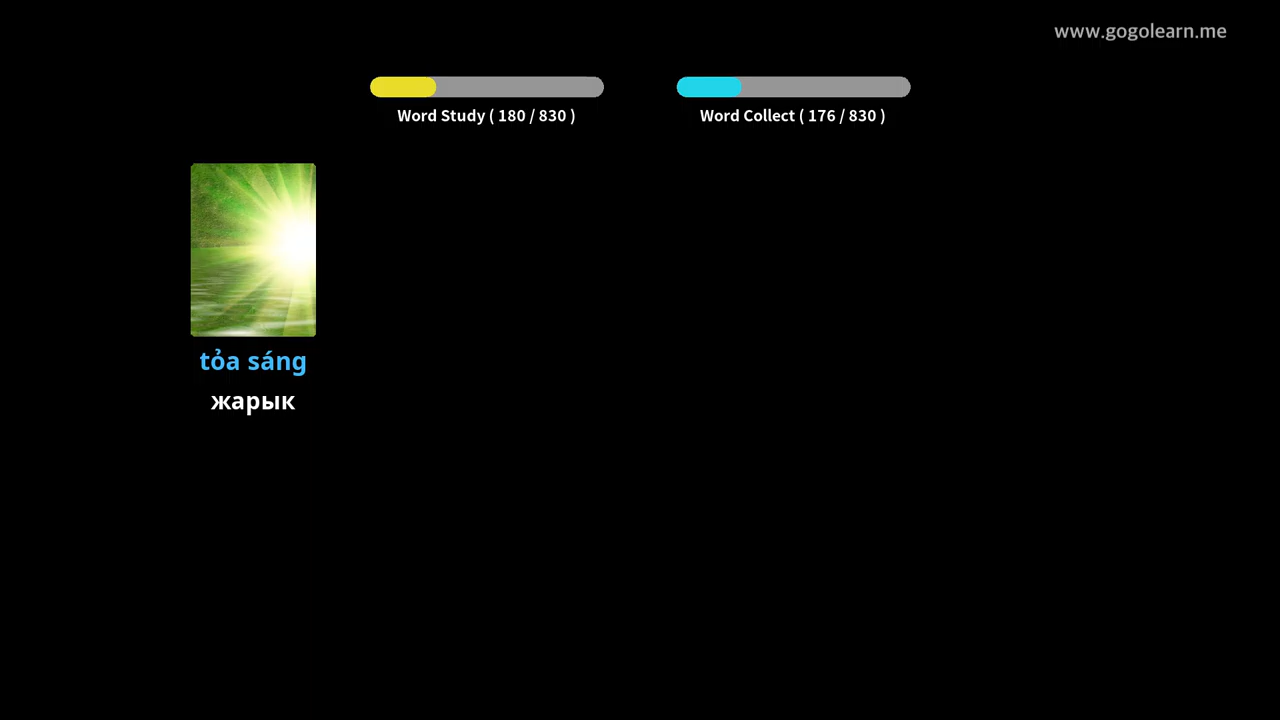 www.gogolearn.me
Word Study ( 180 / 830 )
Word Collect ( 176 / 830 )
tỏa sáng
жарык